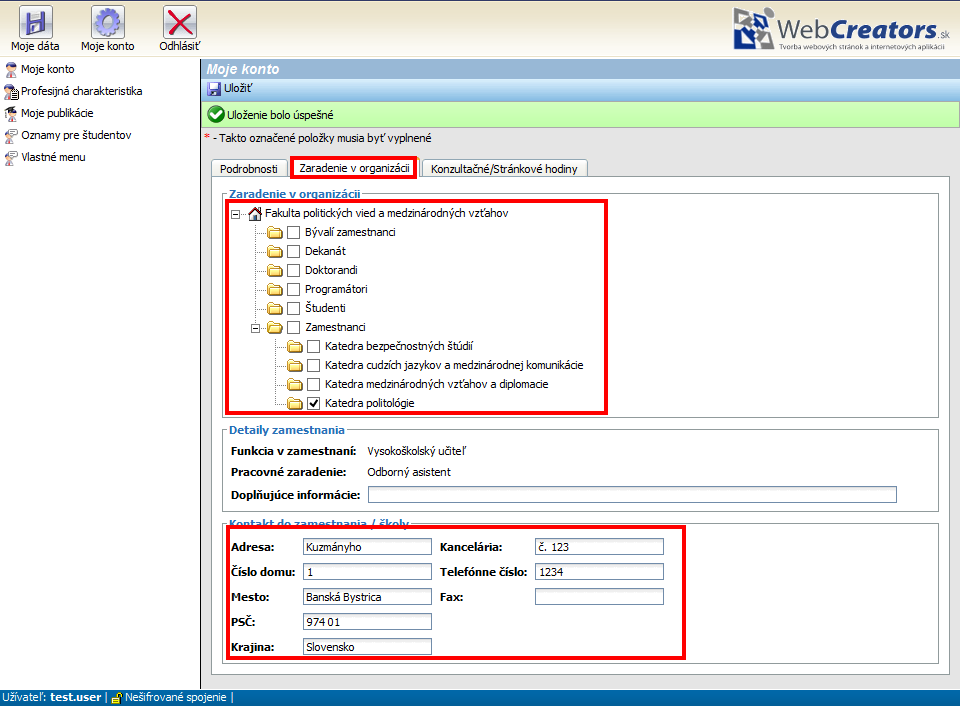 Moje dáta Moje konto Odhlásiť
WebCreators.sk
Tvorba webových stránok a internetových aplikácií
Moje konto
Profesijná charakteristika
Moje publikácie
Oznamy pre študentov
Vlastné menu
Moje konto
Uložiť
Uloženie bolo úspešné
* - Takto označené položky musia byť vyplnené
Podrobnosti Zaradenie v organizácii Konzultačné/Stránkové hodiny
Zaradenie v organizácii
Fakulta politických vied a medzinárodných vzťahov
Bývalí zamestnanci
Dekanát
Doktorandi
Programátori
Študenti
Zamestnanci
Katedra bezpečnostných štúdií
Katedra cudzích jazykov a medzinárodnej komunikácie
Katedra medzinárodných vzťahov a diplomacie
Katedra politológie
Detaily zamestnania
Funkcia v zamestnaní: Vysokoškolský učiteľ
Pracovné zaradenie: Odborný asistent
Doplňujúce informácie:
Kontakt do zamestnania / školy
Adresa: Kuzmányho Kancelária: č. 123
Číslo domu: 1 Telefónne číslo: 1234
Mesto: Banská Bystrica Fax:
PSČ: 974 01
Krajina: Slovensko
Užívateľ: test.user | Nešifrované spojenie |